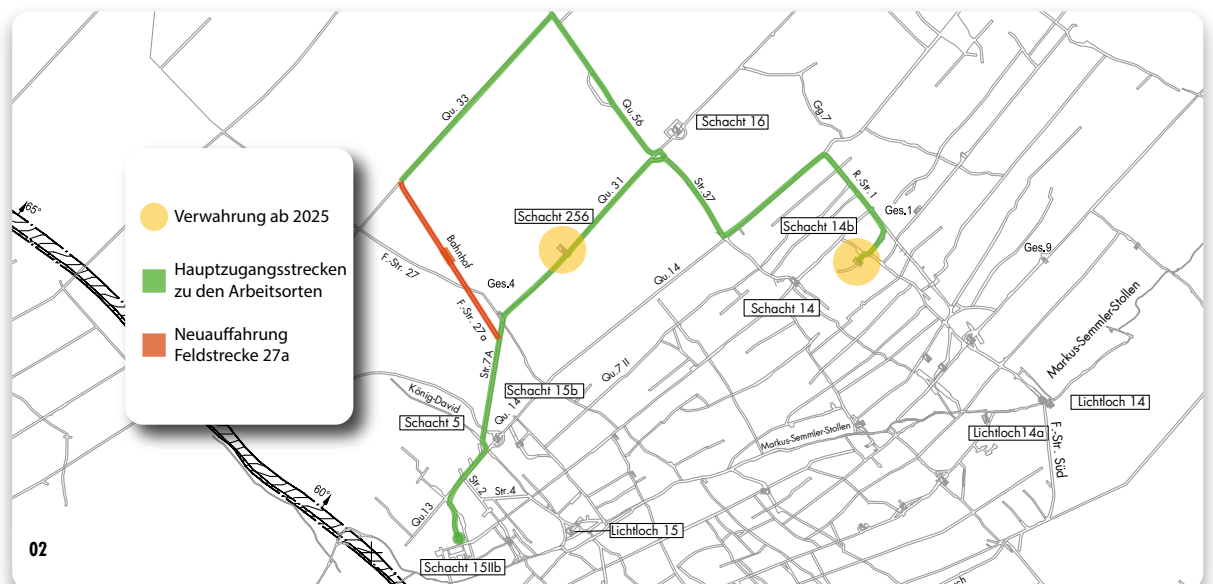 Verwahrung ab 2025
Hauptzugangsstrecken
zu den Arbeitsorten
Neuauffahrung
Feldstrecke 27a
65°
60°
Qu. 33
Qu.56
Schacht 16
Gg.7
Qu. 31
Str.37
R.-Str. 1
Schacht 256
Ges.1
Schacht 14b
Bahnhof
F.-Str. 27
Ges.4
F.-Str. 27a
Qu.14
Ges.9
Schacht 14
Markus-Semmler-Stollen
Str.7A
Qu.7 II
Schacht 15b
König-David
Qu. 14
Schacht 5
Lichtloch 14
Markus-Semmler-Stollen
Lichtloch14a
F.-Str. Süd
Str.2
Str.4
Qu.13
Lichtloch 15
Schacht 15IIb
02